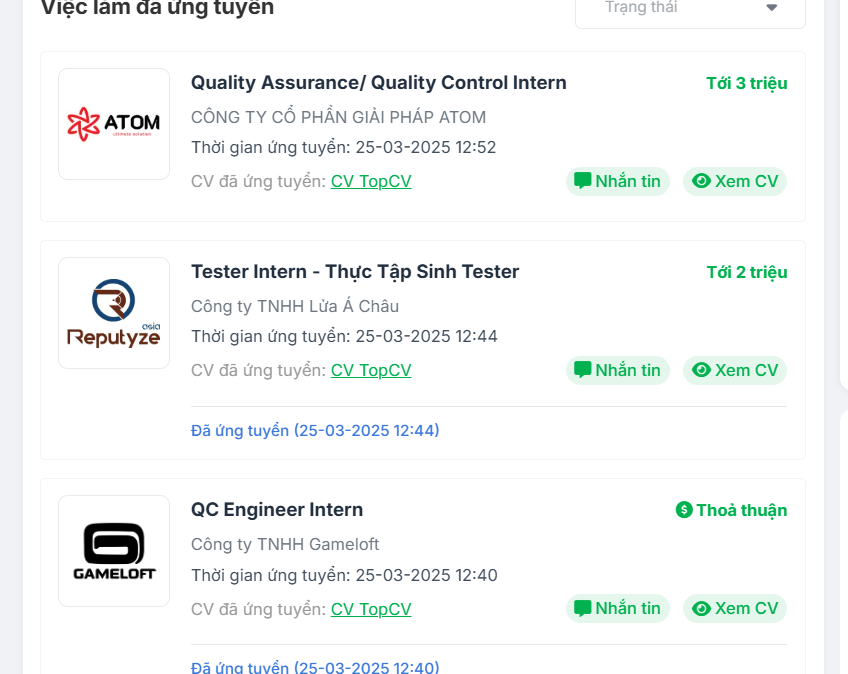 Việc làm đã ứng tuyển
Trạng thái
ATOM
ultimate solution
Quality Assurance/ Quality Control Intern
Tới 3 triệu
CÔNG TY CỔ PHẦN GIẢI PHÁP ATOM
Thời gian ứng tuyển: 25-03-2025 12:52
CV đã ứng tuyển: CV TopCV
Nhắn tin
Xem CV
Reputyze
asia
Tester Intern - Thực Tập Sinh Tester
Tới 2 triệu
Công ty TNHH Lửa Á Châu
Thời gian ứng tuyển: 25-03-2025 12:44
CV đã ứng tuyển: CV TopCV
Nhắn tin
Xem CV
Đã ứng tuyển (25-03-2025 12:44)
GAMELOFT
QC Engineer Intern
Thoả thuận
Công ty TNHH Gameloft
Thời gian ứng tuyển: 25-03-2025 12:40
CV đã ứng tuyển: CV TopCV
Nhắn tin
Xem CV
Đã ứng tuyển (25-03-2025 12:40)